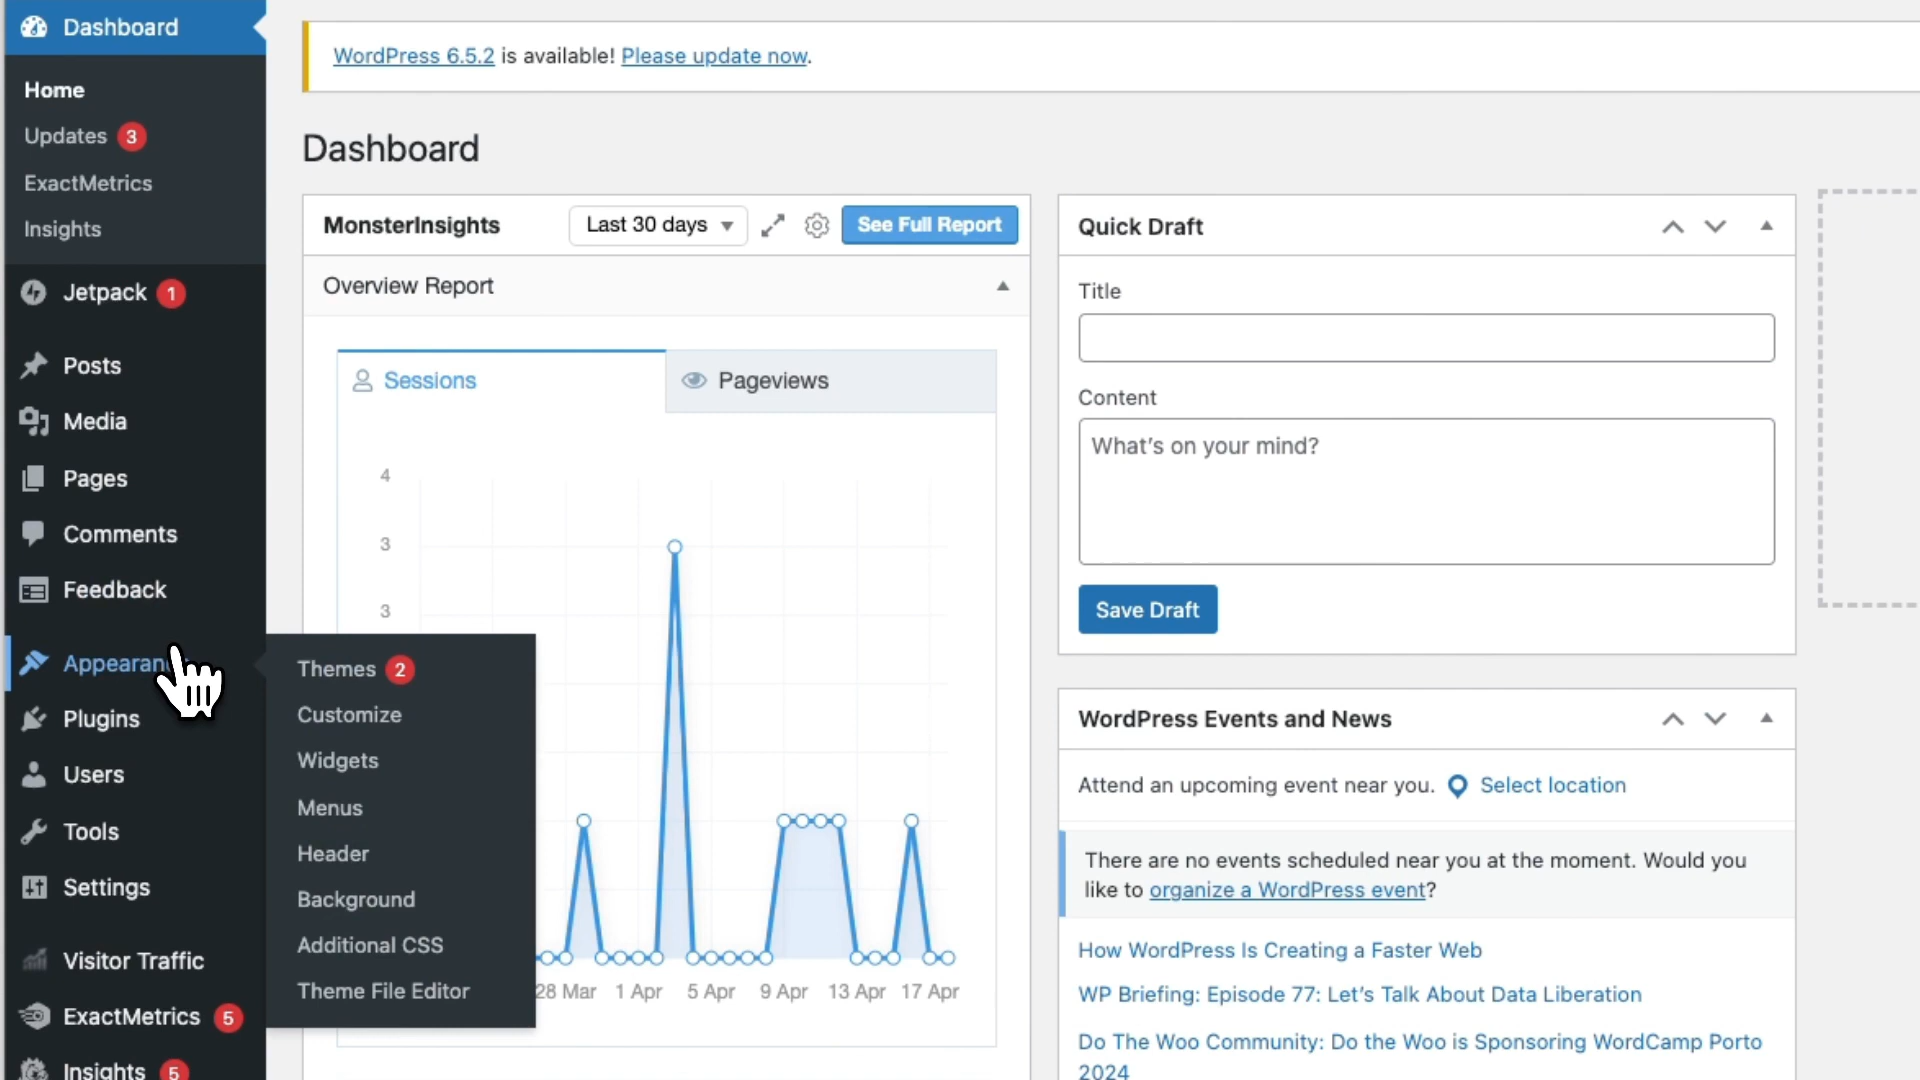 Dashboard
Home
Updates 3
ExactMetrics
Insights
Jetpack 1
Posts
Media
Pages
Comments
Feedback
Plugins
Users
Tools
Settings
Visitor Traffic
ExactMetrics 5
Insights 5
Themes 2
Customize
Widgets
Menus
Header
Background
Additional CSS
Theme File Editor
WordPress 6.5.2 is available! Please update now.
Dashboard
MonsterInsights
Last 30 days
See Full Report
Overview Report
Sessions
Pageviews
4
3
3
28 Mar 1 Apr 5 Apr 9 Apr 13 Apr 17 Apr
Quick Draft
Title
Content
What's on your mind?
Save Draft
WordPress Events and News
Attend an upcoming event near you. Select location
There are no events scheduled near you at the moment. Would you
like to organize a WordPress event?
How WordPress Is Creating a Faster Web
WP Briefing: Episode 77: Let's Talk About Data Liberation
Do The Woo Community: Do the Woo is Sponsoring WordCamp Porto
2024